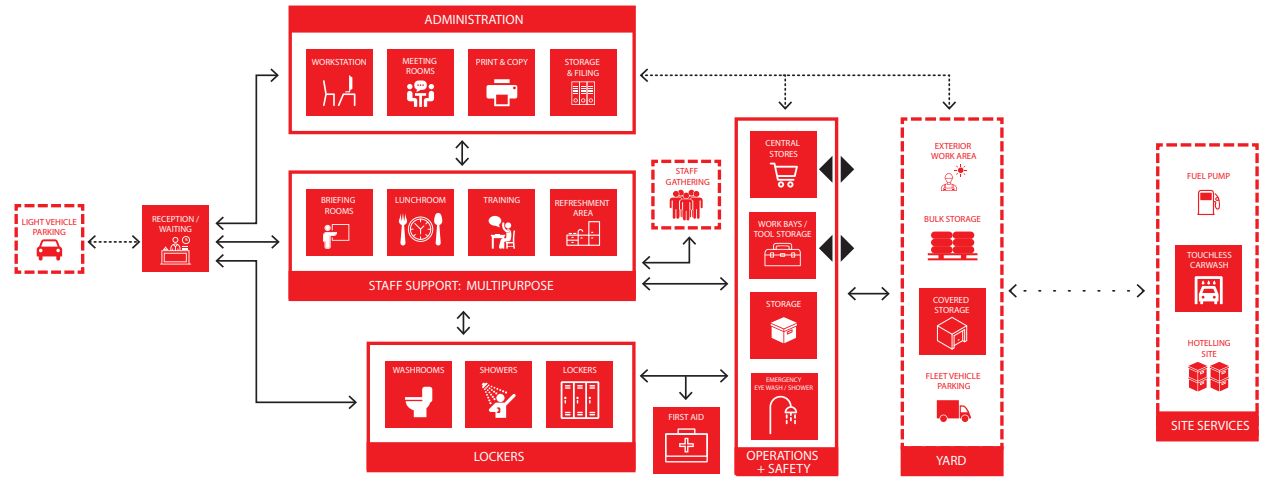 ADMINISTRATION
WORKSTATION
MEETING
ROOMS
PRINT & COPY
STORAGE
& FILING
LIGHT VEHICLE
PARKING
RECEPTION /
WAITING
BRIEFING
ROOMS
LUNCHROOM
TRAINING
REFRESHMENT
AREA
STAFF SUPPORT: MULTIPURPOSE
STAFF
GATHERING
WASHROOMS
SHOWERS
LOCKERS
LOCKERS
FIRST AID
CENTRAL
STORES
WORK BAYS /
TOOL STORAGE
STORAGE
EMERGENCY
EYE WASH / SHOWER
OPERATIONS
+ SAFETY
EXTERIOR
WORK AREA
BULK STORAGE
COVERED
STORAGE
FLEET VEHICLE
PARKING
YARD
FUEL PUMP
TOUCHLESS
CARWASH
HOTELLING
SITE
SITE SERVICES